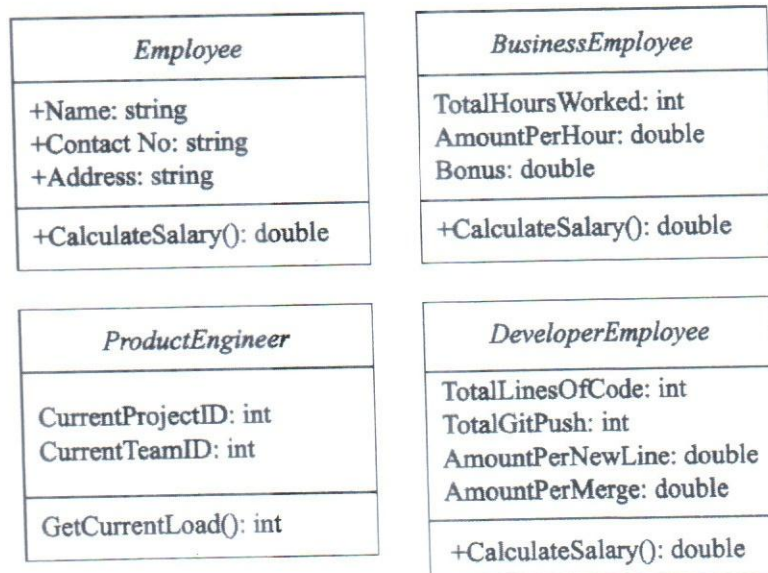 Employee
+Name: string
+Contact No: string
+Address: string
+CalculateSalary(): double
BusinessEmployee
TotalHoursWorked: int
AmountPerHour: double
Bonus: double
+CalculateSalary(): double
ProductEngineer
CurrentProjectID: int
CurrentTeamID: int
GetCurrentLoad(): int
DeveloperEmployee
TotalLinesOfCode: int
TotalGitPush: int
AmountPerNewLine: double
AmountPerMerge: double
+CalculateSalary(): double